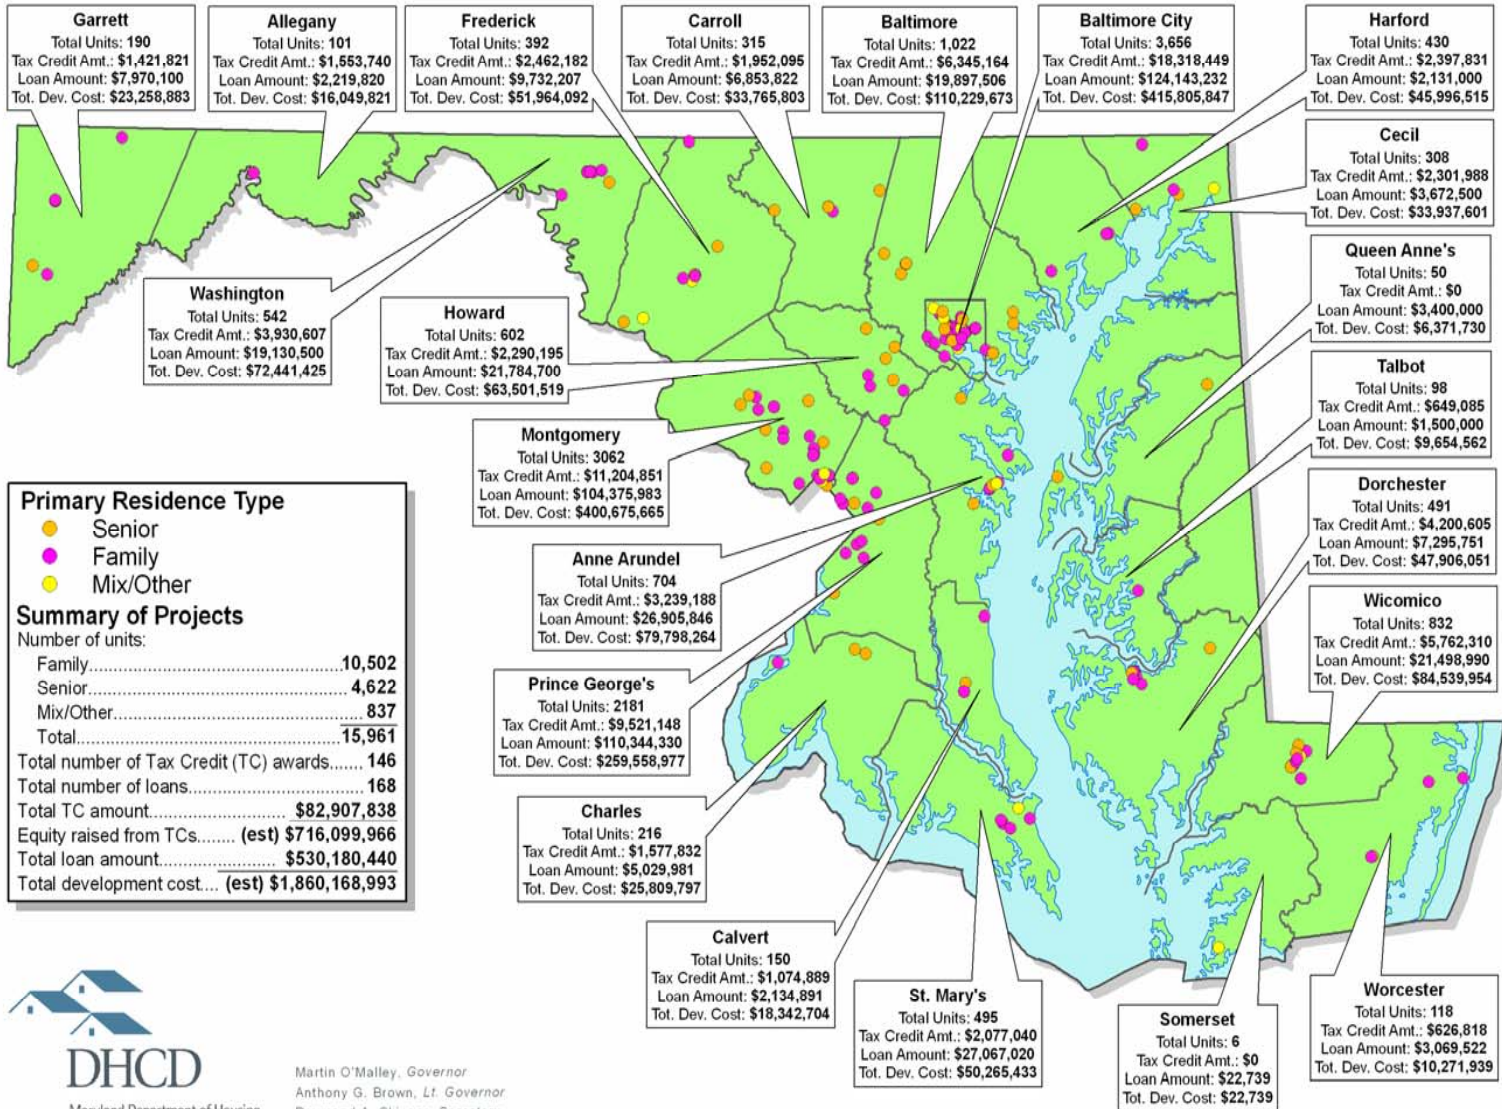 Garrett
Total Units: 190
Tax Credit Amt.: $1,421,821
Loan Amount: $7,970,100
Tot. Dev. Cost: $23,258,883
Allegany
Total Units: 101
Tax Credit Amt.: $1,553,740
Loan Amount: $2,219,820
Tot. Dev. Cost: $16,049,821
Frederick
Total Units: 392
Tax Credit Amt.: $2,462,182
Loan Amount: $9,732,207
Tot. Dev. Cost: $51,964,092
Carroll
Total Units: 315
Tax Credit Amt.: $1,952,095
Loan Amount: $6,853,822
Tot. Dev. Cost: $33,765,803
Baltimore
Total Units: 1,022
Tax Credit Amt.: $6,345,164
Loan Amount: $19,897,506
Tot. Dev. Cost: $110,229,673
Baltimore City
Total Units: 3,656
Tax Credit Amt.: $18,318,449
Loan Amount: $124,143,232
Tot. Dev. Cost: $415,805,847
Harford
Total Units: 430
Tax Credit Amt.: $2,397,831
Loan Amount: $2,131,000
Tot. Dev. Cost: $45,996,515
Cecil
Total Units: 308
Tax Credit Amt.: $2,301,988
Loan Amount: $3,672,500
Tot. Dev. Cost: $33,937,601
Queen Anne's
Total Units: 50
Tax Credit Amt.: $0
Loan Amount: $3,400,000
Tot. Dev. Cost: $6,371,730
Washington
Total Units: 542
Tax Credit Amt.: $3,930,607
Loan Amount: $19,130,500
Tot. Dev. Cost: $72,441,425
Howard
Total Units: 602
Tax Credit Amt.: $2,290,195
Loan Amount: $21,784,700
Tot. Dev. Cost: $63,501,519
Talbot
Total Units: 98
Tax Credit Amt.: $649,085
Loan Amount: $1,500,000
Tot. Dev. Cost: $9,654,562
Montgomery
Total Units: 3062
Tax Credit Amt.: $11,204,851
Loan Amount: $104,375,983
Tot. Dev. Cost: $400,675,665
Dorchester
Total Units: 491
Tax Credit Amt.: $4,200,605
Loan Amount: $7,295,751
Tot. Dev. Cost: $47,906,051
Anne Arundel
Total Units: 704
Tax Credit Amt.: $3,239,188
Loan Amount: $26,905,846
Tot. Dev. Cost: $79,798,264
Wicomico
Total Units: 832
Tax Credit Amt.: $5,762,310
Loan Amount: $21,498,990
Tot. Dev. Cost: $84,539,954
Prince George's
Total Units: 2181
Tax Credit Amt.: $9,521,148
Loan Amount: $110,344,330
Tot. Dev. Cost: $259,558,977
Charles
Total Units: 216
Tax Credit Amt.: $1,577,832
Loan Amount: $5,029,981
Tot. Dev. Cost: $25,809,797
Calvert
Total Units: 150
Tax Credit Amt.: $1,074,889
Loan Amount: $2,134,891
Tot. Dev. Cost: $18,342,704
St. Mary's
Total Units: 495
Tax Credit Amt.: $2,077,040
Loan Amount: $27,067,020
Tot. Dev. Cost: $50,265,433
Somerset
Total Units: 6
Tax Credit Amt.: $0
Loan Amount: $22,739
Tot. Dev. Cost: $22,739
Worcester
Total Units: 118
Tax Credit Amt.: $626,818
Loan Amount: $3,069,522
Tot. Dev. Cost: $10,271,939
Primary Residence Type
Senior
Family
Mix/Other
Summary of Projects
Number of units:
Family........10,502
Senior........4,622
Mix/Other........837
Total........15,961
Total number of Tax Credit (TC) awards....... 146
Total number of loans........168
Total TC amount........$82,907,838
Equity raised from TCs........ (est) $716,099,966
Total loan amount........ $530,180,440
Total development cost.... (est) $1,860,168,993
DHCD
Martin O'Malley, Governor
Anthony G. Brown, Lt. Governor